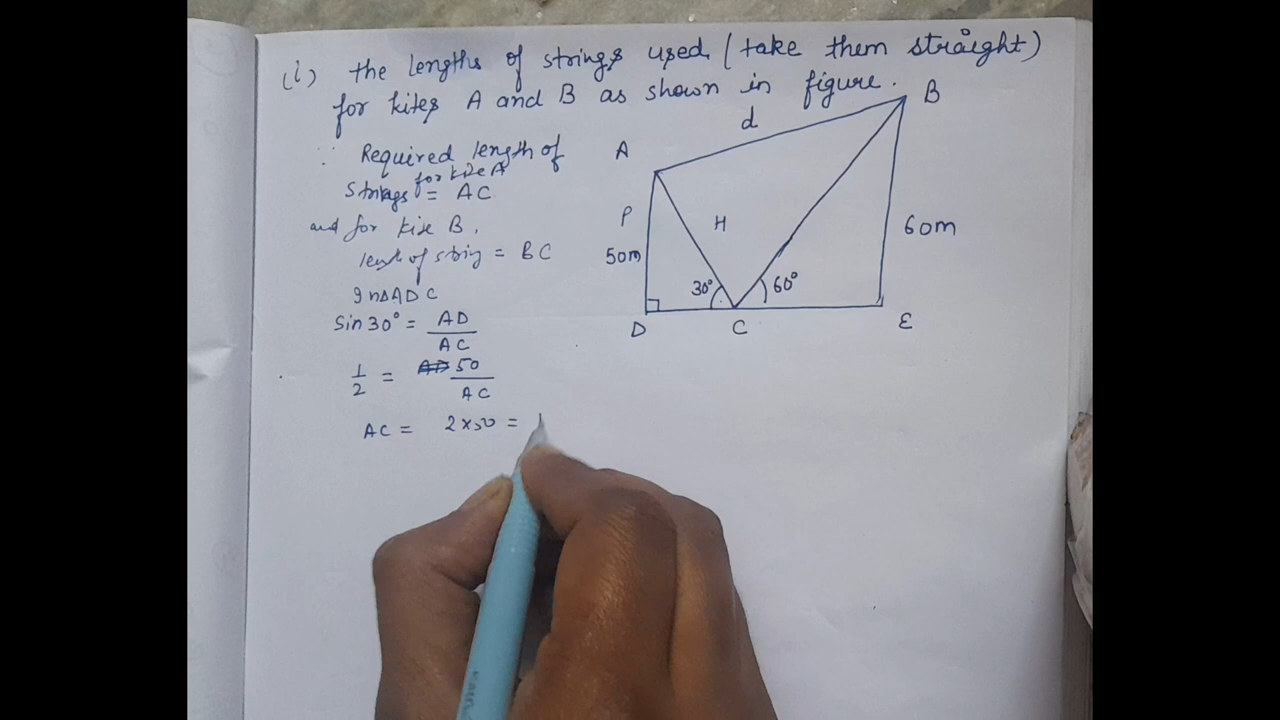 (i) the lengths of strings used (take them straight)
for kites A and B as shown in figure.
∵ Required length of
strings for kite A = AC
and for kite B,
length of string = BC
In ΔADC
Sin 30° = AD / AC
1/2 = 50 / AC
AC = 2×50 =
A
B
d
P
H
50m
60m
30°
60°
D
C
E